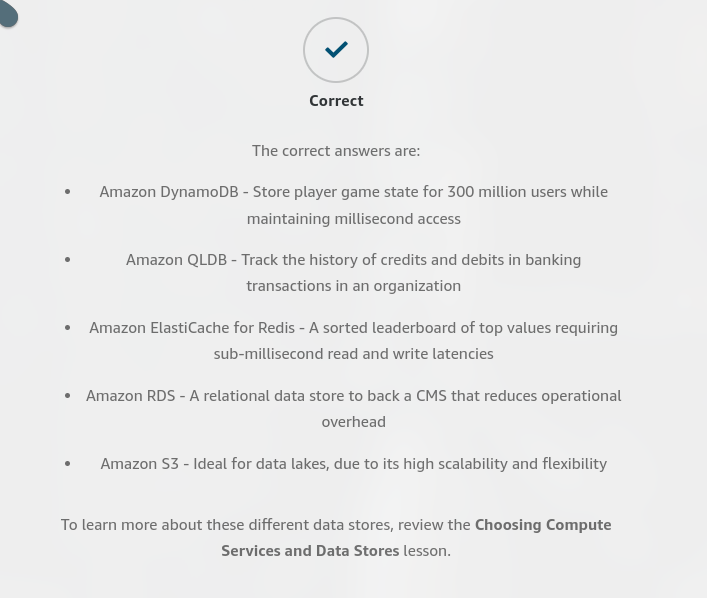 Correct
The correct answers are:
• Amazon DynamoDB - Store player game state for 300 million users while
maintaining millisecond access
• Amazon QLDB - Track the history of credits and debits in banking
transactions in an organization
• Amazon ElastiCache for Redis - A sorted leaderboard of top values requiring
sub-millisecond read and write latencies
• Amazon RDS - A relational data store to back a CMS that reduces operational
overhead
• Amazon S3 - Ideal for data lakes, due to its high scalability and flexibility
To learn more about these different data stores, review the Choosing Compute
Services and Data Stores lesson.